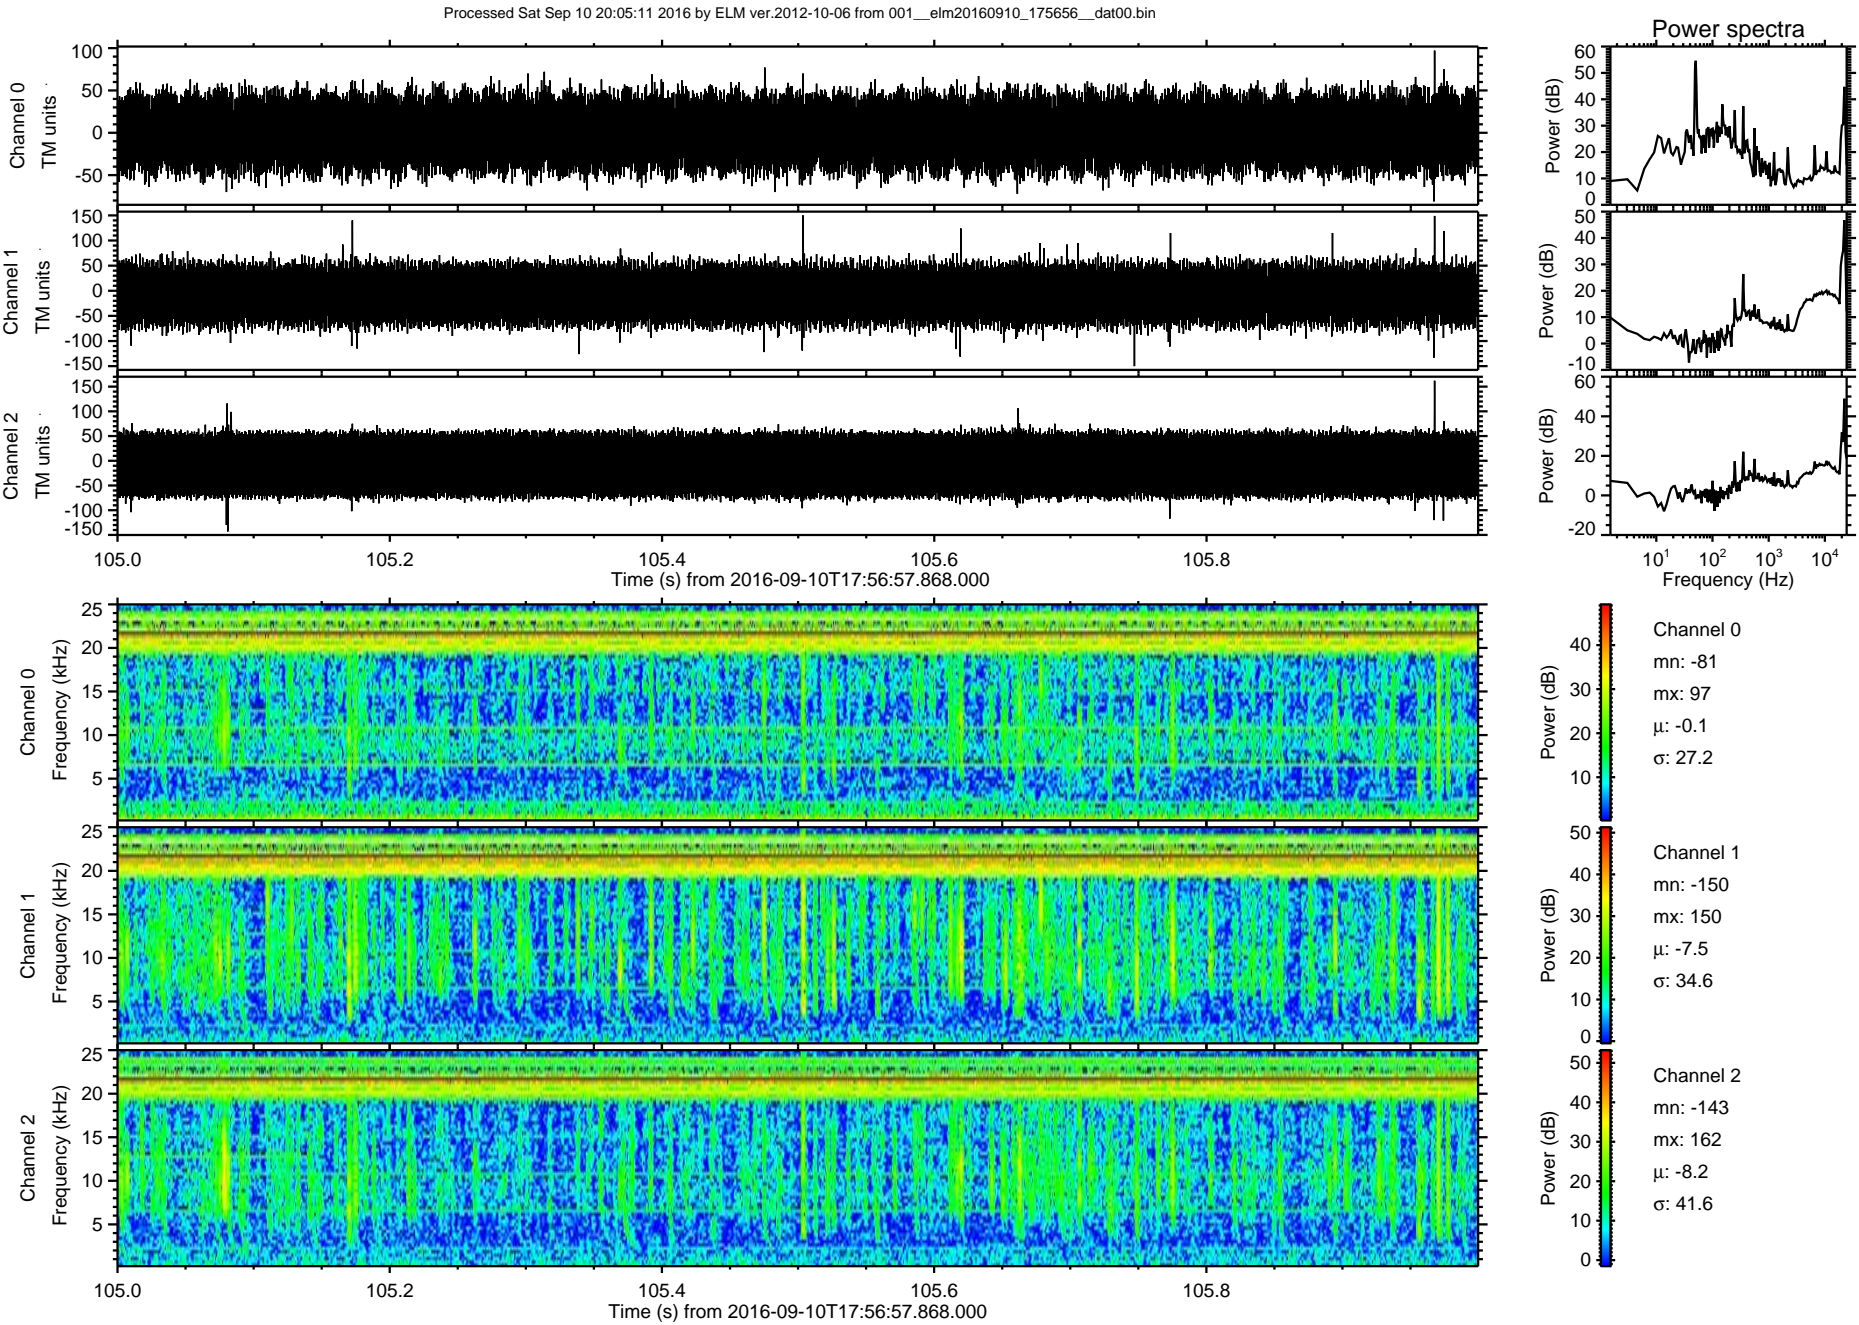 Processed Sat Sep 10 20:05:11 2016 by ELM ver.2012-10-06 from 001__elm20160910_175656__dat00.bin
Power spectra
Channel 0
TM units
100
50
0
-50
Power (dB)
60
50
40
30
20
10
0
Channel 1
TM units
150
100
50
0
-50
-100
-150
Power (dB)
50
40
30
20
10
0
-10
Channel 2
TM units
150
100
50
0
-50
-100
-150
Power (dB)
60
40
20
0
-20
105.0 105.2 105.4 105.6 105.8
Time (s) from 2016-09-10T17:56:57.868.000
10^1 10^2 10^3 10^4
Frequency (Hz)
Channel 0
Frequency (kHz)
25
20
15
10
5
Power (dB)
40
30
20
10
Channel 0
mn: -81
mx: 97
μ: -0.1
σ: 27.2
Channel 1
Frequency (kHz)
25
20
15
10
5
Power (dB)
50
40
30
20
10
0
Channel 1
mn: -150
mx: 150
μ: -7.5
σ: 34.6
Channel 2
Frequency (kHz)
25
20
15
10
5
Power (dB)
50
40
30
20
10
0
Channel 2
mn: -143
mx: 162
μ: -8.2
σ: 41.6
105.0 105.2 105.4 105.6 105.8
Time (s) from 2016-09-10T17:56:57.868.000